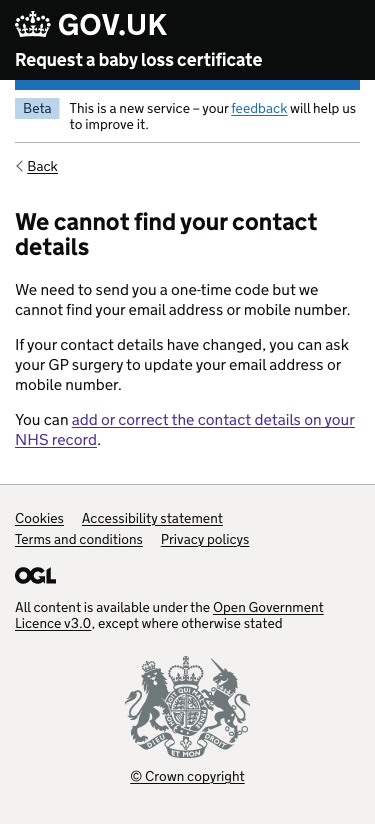 GOV.UK
Request a baby loss certificate
Beta
This is a new service – your feedback will help us
to improve it.
Back
We cannot find your contact
details
We need to send you a one-time code but we
cannot find your email address or mobile number.
If your contact details have changed, you can ask
your GP surgery to update your email address or
mobile number.
You can add or correct the contact details on your
NHS record.
Cookies Accessibility statement
Terms and conditions Privacy policys
OGL
All content is available under the Open Government
Licence v3.0, except where otherwise stated
DIEU ET MON DROIT
© Crown copyright